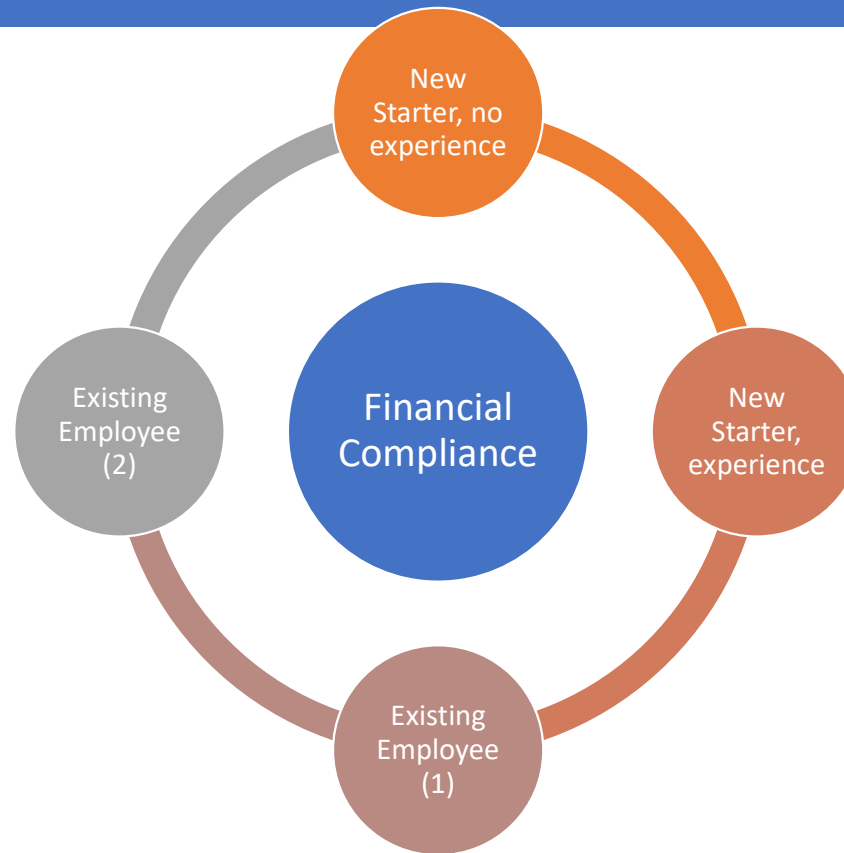 New
Starter, no
experience
Financial
Compliance
New
Starter,
experience
Existing
Employee
(1)
Existing
Employee
(2)